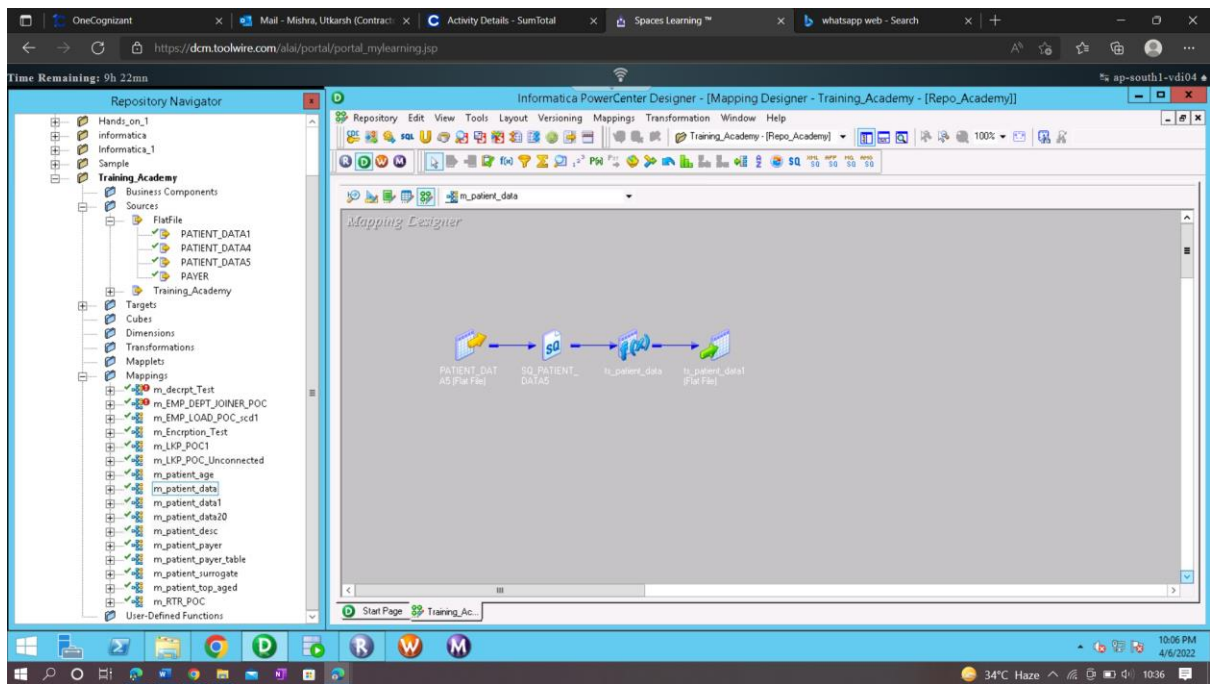 OneCognizant
Mail - Mishra, Utkarsh (Contract
Activity Details - SumTotal
Spaces Learning ™
whatsapp web - Search
https://dcm.toolwire.com/alai/portal/portal_mylearning.jsp
Time Remaining: 9h 22mn
ap-south1-vdi04
Repository Navigator
Informatica PowerCenter Designer - [Mapping Designer - Training_Academy - [Repo_Academy]]
Repository Edit View Tools Layout Versioning Mappings Transformation Window Help
Training_Academy - [Repo_Academy]
100%
m_patient_data
Mapping Designer
Hands_on_1
informatica
Informatica_1
Sample
Training_Academy
Business Components
Sources
FlatFile
PATIENT_DATA1
PATIENT_DATA4
PATIENT_DATA5
PAYER
Training_Academy
Targets
Cubes
Dimensions
Transformations
Mapplets
Mappings
m_decrpt_Test
m_EMP_DEPT_JOINER_POC
m_EMP_LOAD_POC_scd1
m_Encrption_Test
m_LKP_POC1
m_LKP_POC_Unconnected
m_patient_age
m_patient_data
m_patient_data1
m_patient_data20
m_patient_desc
m_patient_payer
m_patient_payer_table
m_patient_surrogate
m_patient_top_aged
m_RTR_POC
User-Defined Functions
PATIENT_DAT
A5 (Flat File)
SQ_PATIENT_
DATA5
ts_patient_data
ts_patient_data1
(Flat File)
Start Page
Training_Ac...
10:06 PM
4/6/2022
34°C Haze
10:36